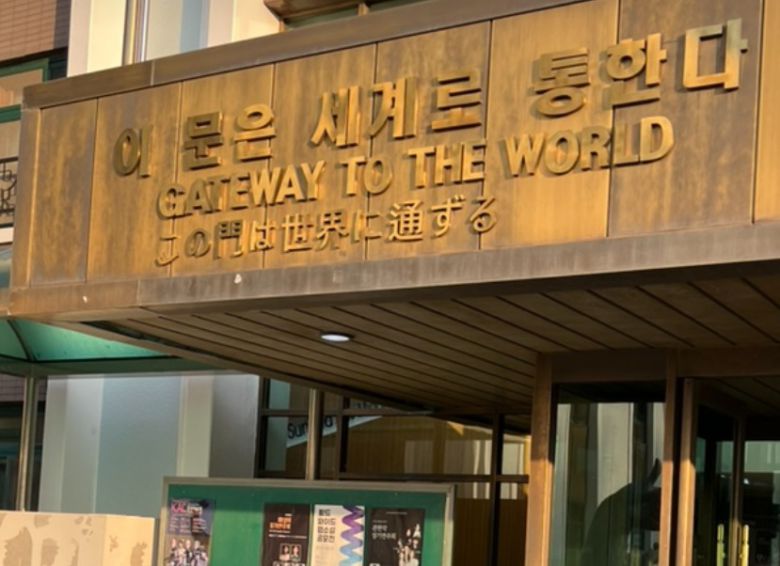 이 문은 세계로 통한다
GATEWAY TO THE WORLD
この門は世界に通ずる